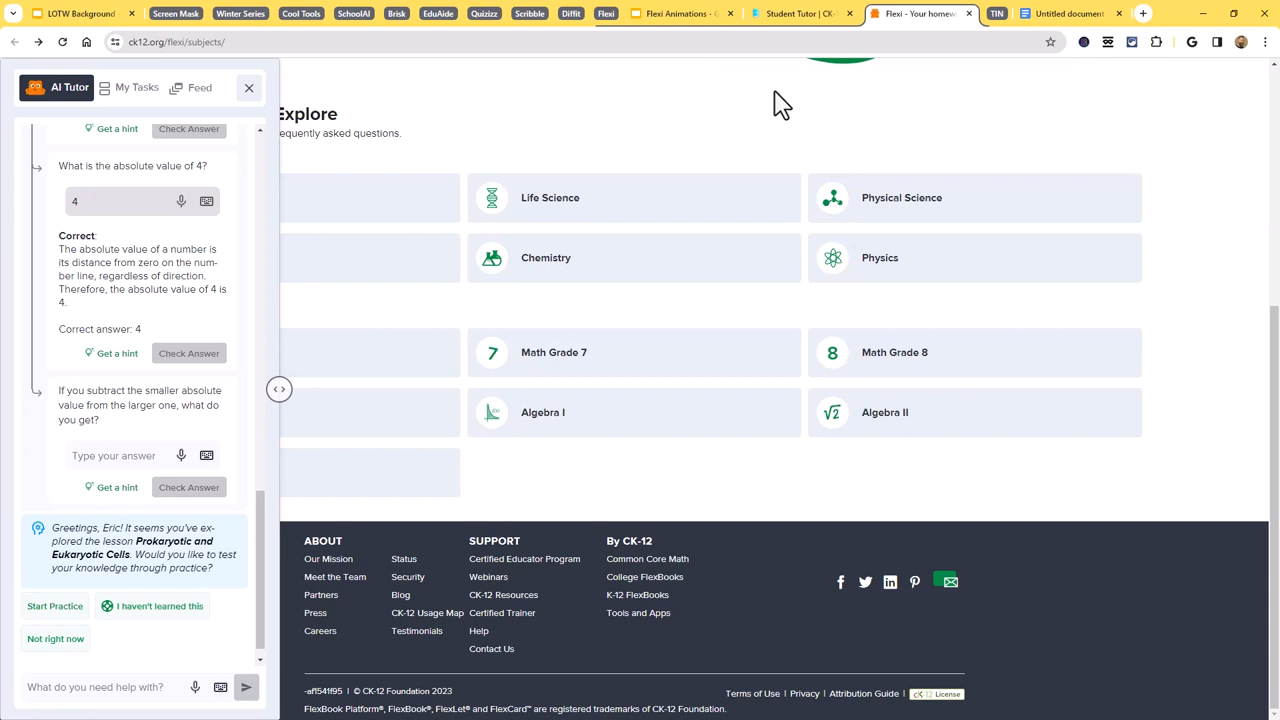 LOTW Background
Screen Mask
Winter Series
Cool Tools
SchoolAI
Brisk
EduAide
Quizizz
Scribble
Diffit
Flexi
Flexi Animations - G
Student Tutor | CK-1
Flexi - Your homew
TIN
Untitled document
ck12.org/flexi/subjects/
AI Tutor
My Tasks
Feed
Get a hint
Check Answer
What is the absolute value of 4?
4
Correct:
The absolute value of a number is
its distance from zero on the num-
ber line, regardless of direction.
Therefore, the absolute value of 4 is
4.
Correct answer: 4
Get a hint
Check Answer
If you subtract the smaller absolute
value from the larger one, what do
you get?
Type your answer
Get a hint
Check Answer
Greetings, Eric! It seems you've ex-
plored the lesson Prokaryotic and
Eukaryotic Cells. Would you like to test
your knowledge through practice?
Start Practice
I haven't learned this
Not right now
What do you need help with?
Explore
equently asked questions.
Life Science
Physical Science
Chemistry
Physics
7 Math Grade 7
8 Math Grade 8
Algebra I
√2 Algebra II
ABOUT
Our Mission
Meet the Team
Partners
Press
Careers
Status
Security
Blog
CK-12 Usage Map
Testimonials
SUPPORT
Certified Educator Program
Webinars
CK-12 Resources
Certified Trainer
Help
Contact Us
By CK-12
Common Core Math
College FlexBooks
K-12 FlexBooks
Tools and Apps
-af1541f95 | © CK-12 Foundation 2023
FlexBook Platform®, FlexBook®, FlexLet® and FlexCard™ are registered trademarks of CK-12 Foundation.
Terms of Use | Privacy | Attribution Guide |
CK-12 License